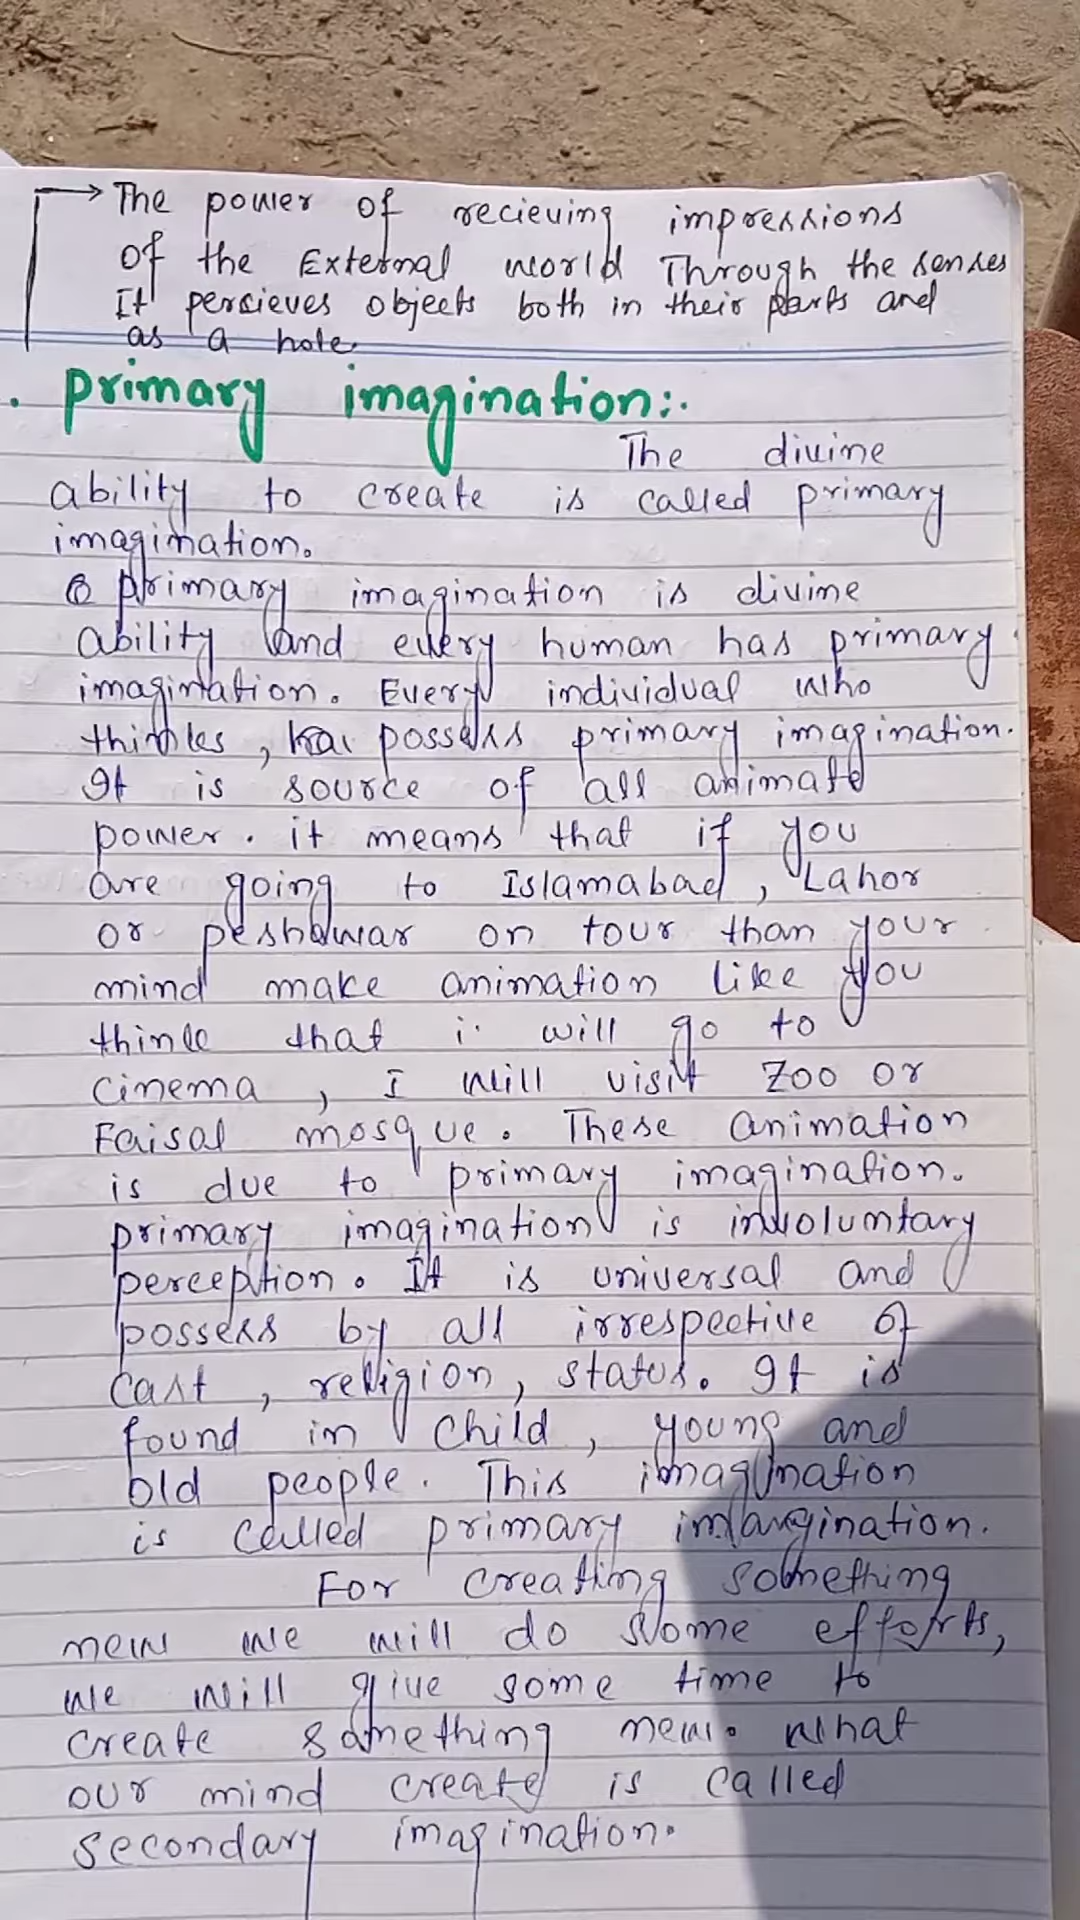 The power of recieving impressions
of the External world Through the senses
It persieves objects both in their parts and
as a hole.
. primary imagination:.
The divine
ability to create is called primary
imagination.
primary imagination is divine
ability and every human has primary
imagination. Every individual who
thinks, possess primary imagination.
It is source of all animate
power. it means that if you
are going to Islamabad, Lahor
or peshawar on tour than your
mind make animation like you
think that i will go to
cinema, I will visit Zoo or
Faisal mosque. These animation
is due to primary imagination.
primary imagination is involuntary
perception. It is universal and
possess by all irrespective of
cast, religion, status. It is
found in child, young and
old people. This imagination
is called primary imargination.
For creating something
new we will do some efforts,
we will give some time to
create something new. what
our mind create is called
secondary imagination.